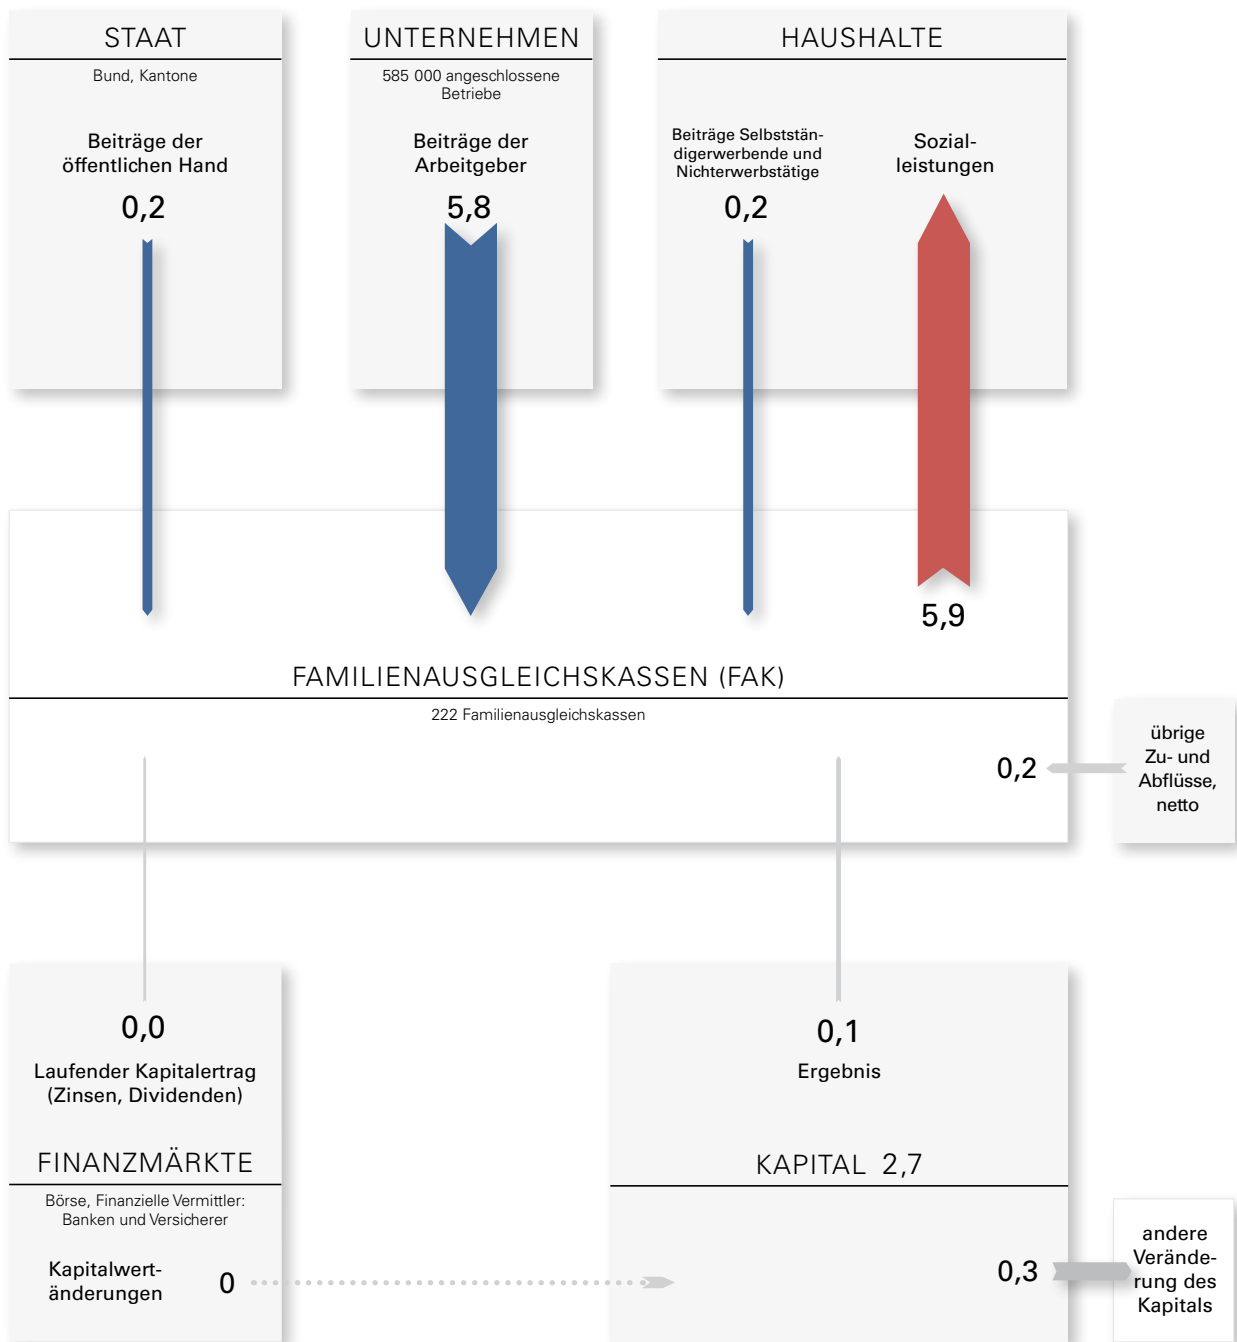 STAAT
Bund, Kantone
Beiträge der
öffentlichen Hand
0,2
UNTERNEHMEN
585 000 angeschlossene
Betriebe
Beiträge der
Arbeitgeber
5,8
HAUSHALTE
Beiträge Selbststän-
digerwerbende und
Nichterwerbstätige
0,2
Sozial-
leistungen
5,9
FAMILIENAUSGLEICHSKASSEN (FAK)
222 Familienausgleichskassen
0,2
übrige
Zu- und
Abflüsse,
netto
0,0
Laufender Kapitalertrag
(Zinsen, Dividenden)
FINANZMÄRKTE
Börse, Finanzielle Vermittler:
Banken und Versicherer
Kapitalwert-
änderungen
0
0,1
Ergebnis
KAPITAL 2,7
0,3
andere
Verände-
rung des
Kapitals